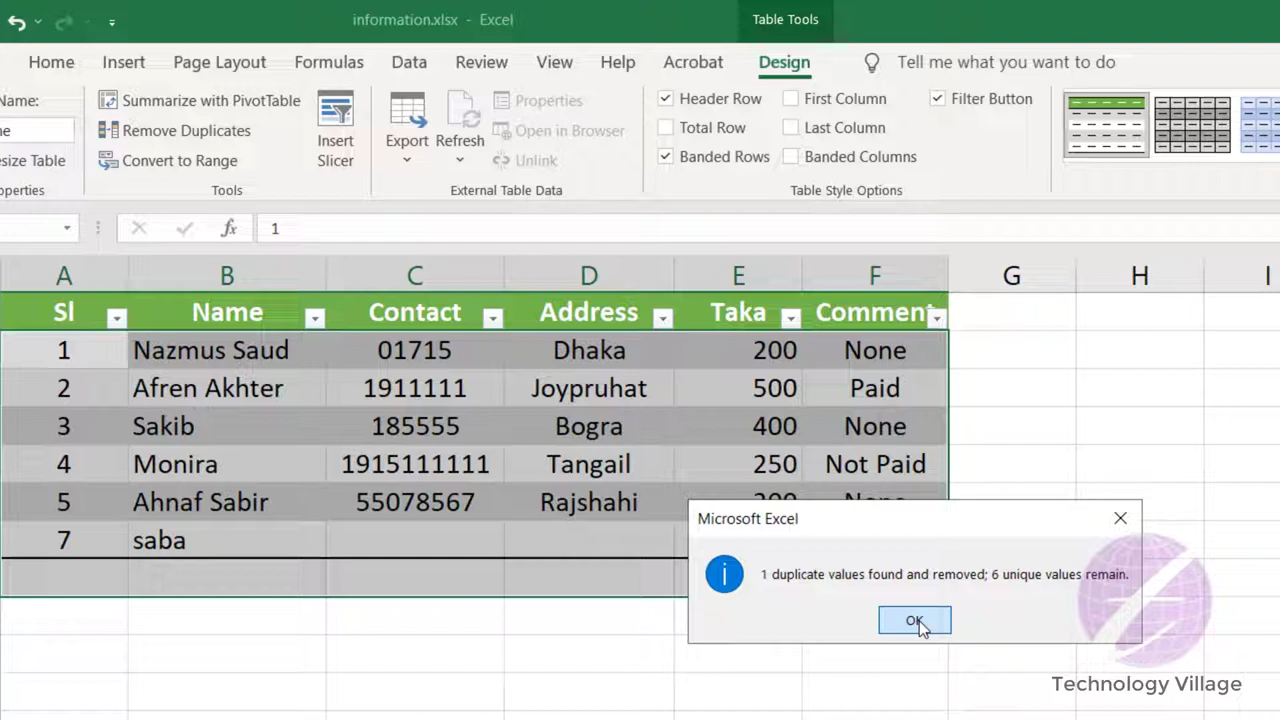 information.xlsx - Excel
Table Tools
Home Insert Page Layout Formulas Data Review View Help Acrobat Design Tell me what you want to do
Name:
Summarize with PivotTable
Remove Duplicates
Convert to Range
Tools
Insert
Slicer
Export
Refresh
Properties
Open in Browser
Unlink
External Table Data
Header Row
Total Row
Banded Rows
First Column
Last Column
Banded Columns
Filter Button
Table Style Options
fx 1
A B C D E F G H I
Sl Name Contact Address Taka Comment
1 Nazmus Saud 01715 Dhaka 200 None
2 Afren Akhter 1911111 Joypruhat 500 Paid
3 Sakib 185555 Bogra 400 None
4 Monira 1915111111 Tangail 250 Not Paid
5 Ahnaf Sabir 55078567 Rajshahi
7 saba
Microsoft Excel
1 duplicate values found and removed; 6 unique values remain.
OK
Technology Village